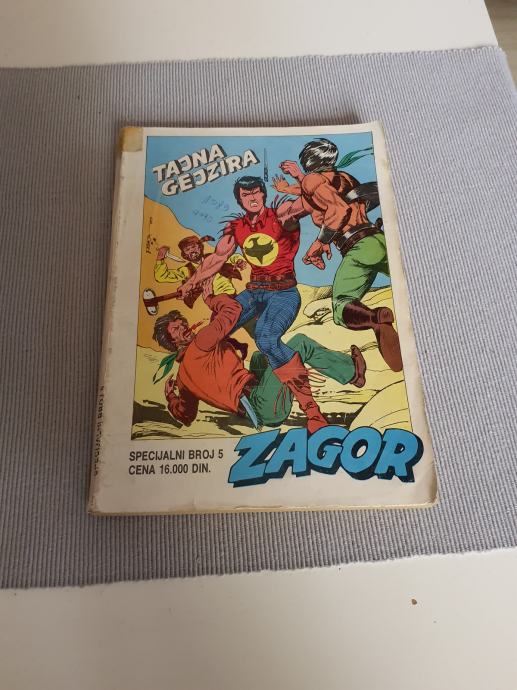 TAJNA
GEJZIRA
SPECIJALNI BROJ 5
CENA 16.000 DIN.
ZAGOR